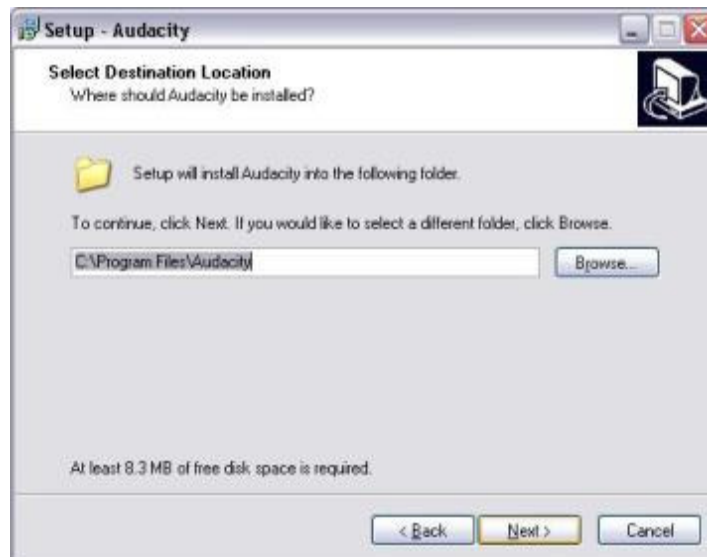 Setup - Audacity
Select Destination Location
Where should Audacity be installed?
Setup will install Audacity into the following folder.
To continue, click Next. If you would like to select a different folder, click Browse.
C:\Program Files\Audacity
Browse...
At least 8.3 MB of free disk space is required.
< Back
Next >
Cancel